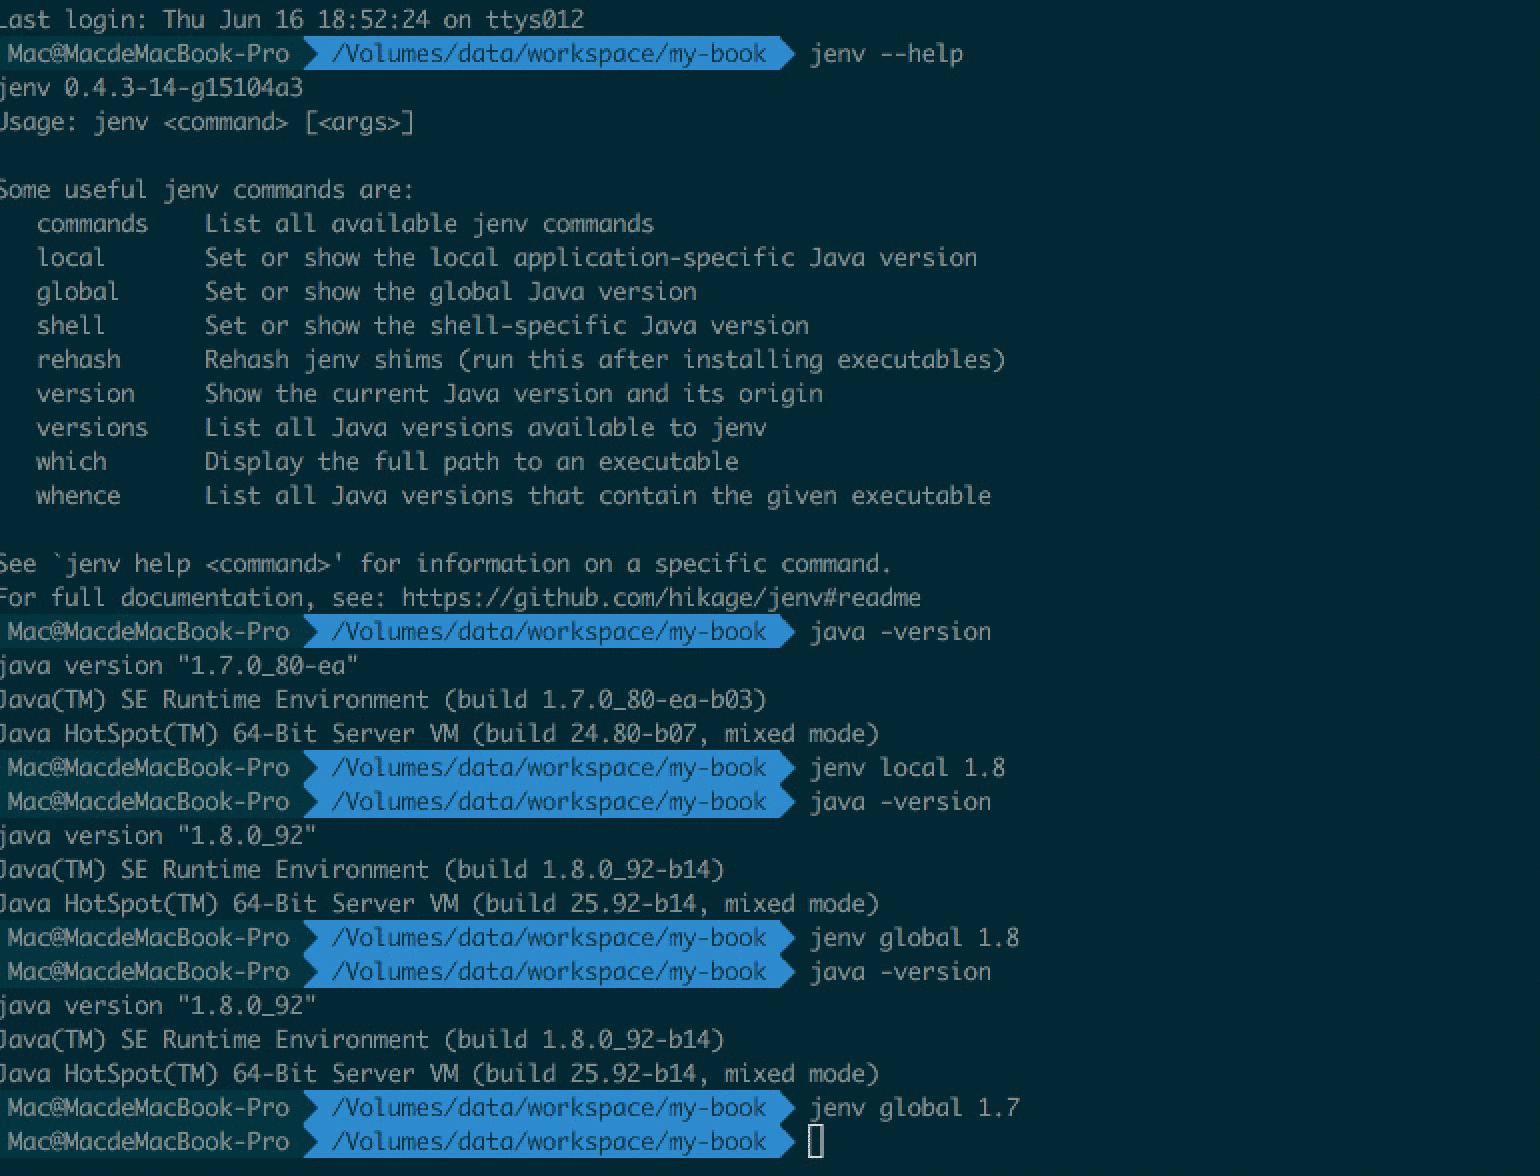 Last login: Thu Jun 16 18:52:24 on ttys012
Mac@MacdeMacBook-Pro /Volumes/data/workspace/my-book jenv --help
jenv 0.4.3-14-g15104a3
Usage: jenv <command> [<args>]
Some useful jenv commands are:
commands List all available jenv commands
local Set or show the local application-specific Java version
global Set or show the global Java version
shell Set or show the shell-specific Java version
rehash Rehash jenv shims (run this after installing executables)
version Show the current Java version and its origin
versions List all Java versions available to jenv
which Display the full path to an executable
whence List all Java versions that contain the given executable
See `jenv help <command>' for information on a specific command.
For full documentation, see: https://github.com/hikage/jenv#readme
Mac@MacdeMacBook-Pro /Volumes/data/workspace/my-book java -version
java version "1.7.0_80-ea"
Java(TM) SE Runtime Environment (build 1.7.0_80-ea-b03)
Java HotSpot(TM) 64-Bit Server VM (build 24.80-b07, mixed mode)
Mac@MacdeMacBook-Pro /Volumes/data/workspace/my-book jenv local 1.8
Mac@MacdeMacBook-Pro /Volumes/data/workspace/my-book java -version
java version "1.8.0_92"
Java(TM) SE Runtime Environment (build 1.8.0_92-b14)
Java HotSpot(TM) 64-Bit Server VM (build 25.92-b14, mixed mode)
Mac@MacdeMacBook-Pro /Volumes/data/workspace/my-book jenv global 1.8
Mac@MacdeMacBook-Pro /Volumes/data/workspace/my-book java -version
java version "1.8.0_92"
Java(TM) SE Runtime Environment (build 1.8.0_92-b14)
Java HotSpot(TM) 64-Bit Server VM (build 25.92-b14, mixed mode)
Mac@MacdeMacBook-Pro /Volumes/data/workspace/my-book jenv global 1.7
Mac@MacdeMacBook-Pro /Volumes/data/workspace/my-book